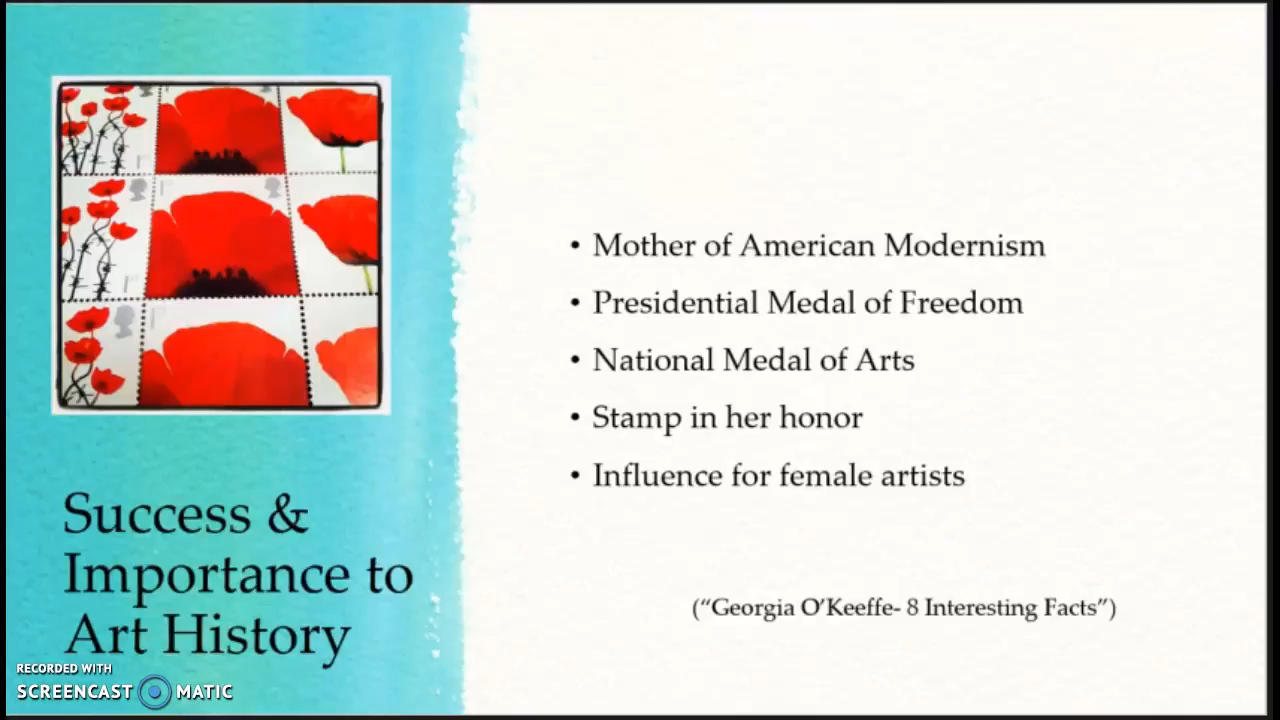 Success &
Importance to
Art History
• Mother of American Modernism
• Presidential Medal of Freedom
• National Medal of Arts
• Stamp in her honor
• Influence for female artists
(“Georgia O’Keeffe- 8 Interesting Facts”)
RECORDED WITH
SCREENCAST MATIC